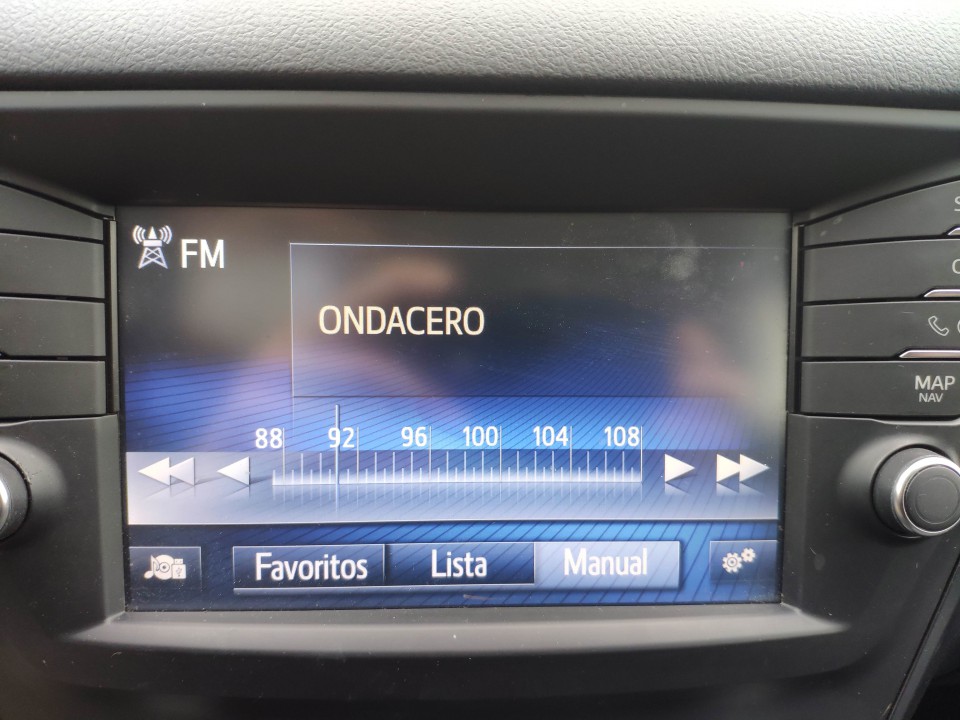 FM
ONDACERO
88 92 96 100 104 108
Favoritos Lista Manual
MAP
NAV